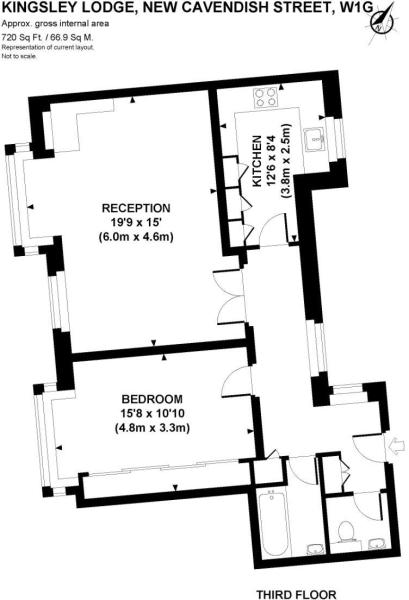 KINGSLEY LODGE, NEW CAVENDISH STREET, W1G
Approx. gross internal area
720 Sq Ft. / 66.9 Sq M.
Representation of current layout.
Not to scale.
N
KITCHEN
12'6 x 8'4
(3.8m x 2.5m)
RECEPTION
19'9 x 15'
(6.0m x 4.6m)
BEDROOM
15'8 x 10'10
(4.8m x 3.3m)
THIRD FLOOR